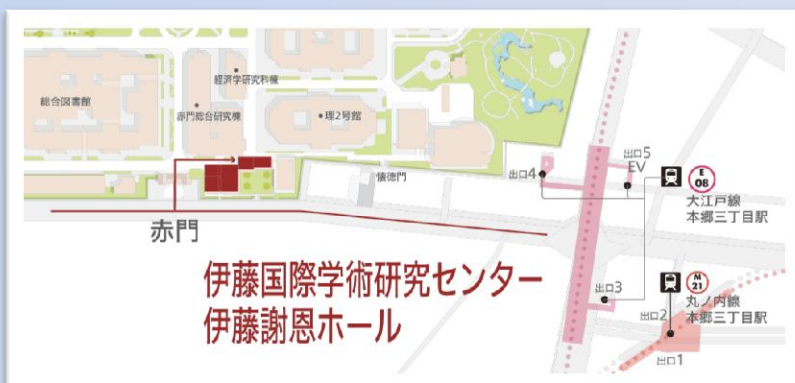 経済学研究科棟
総合図書館
赤門総合研究棟
理2号館
懐徳門
出口4
出口5
EV
E
08
大江戸線
本郷三丁目駅
赤門
伊藤国際学術研究センター
伊藤謝恩ホール
出口3
M
21
丸ノ内線
本郷三丁目駅
出口2
出口1